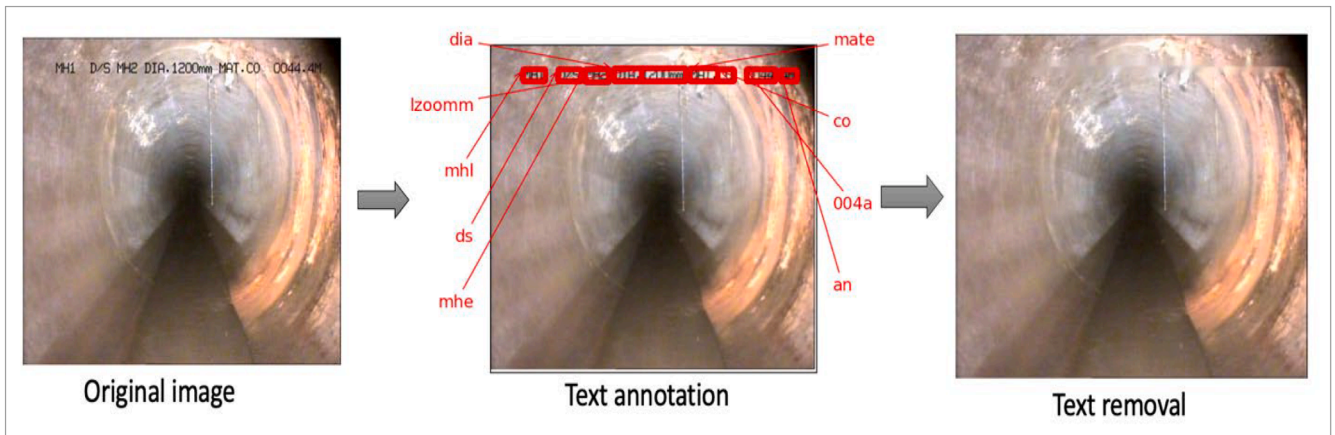 MH1 D/S MH2 DIA.1200mm MAT.CO 0044.4M
dia
mate
lzoomm
co
mhl
004a
ds
an
mhe
Original image
Text annotation
Text removal